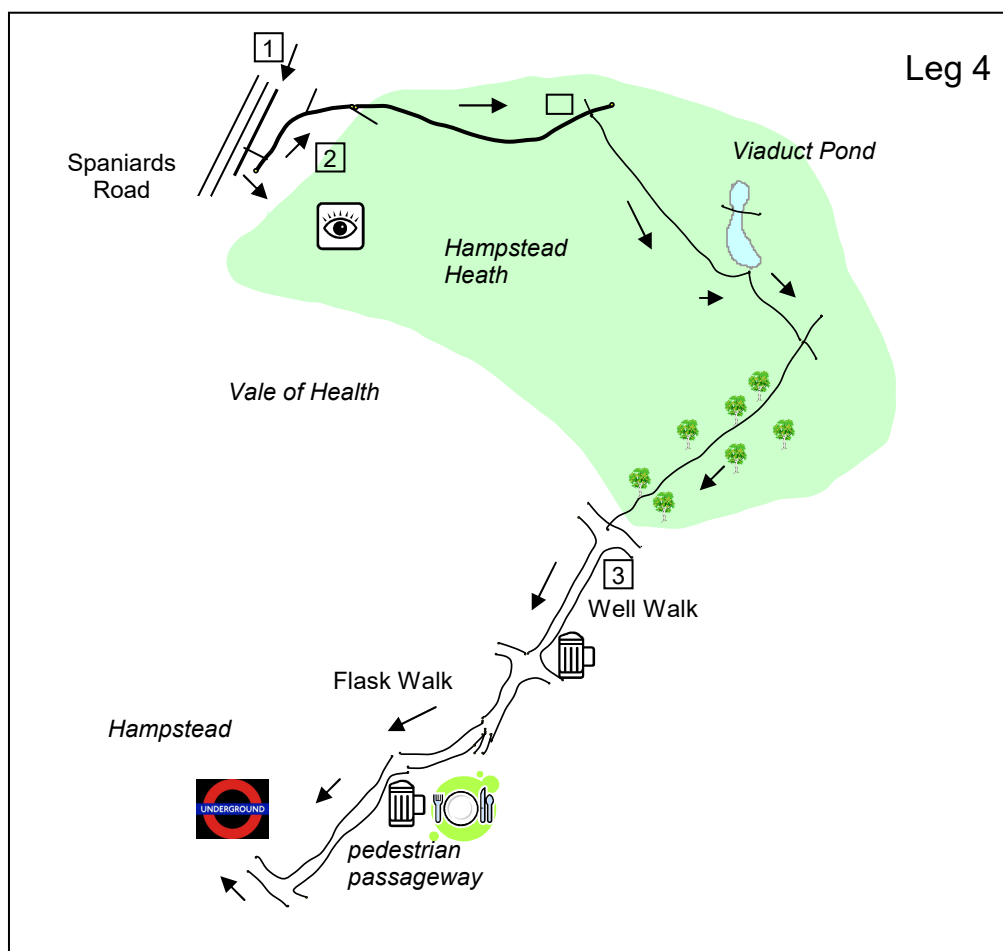 Leg 4
1
Spaniards
Road
2
Viaduct Pond
Hampstead
Heath
Vale of Health
3
Well Walk
Flask Walk
Hampstead
UNDERGROUND
pedestrian
passageway